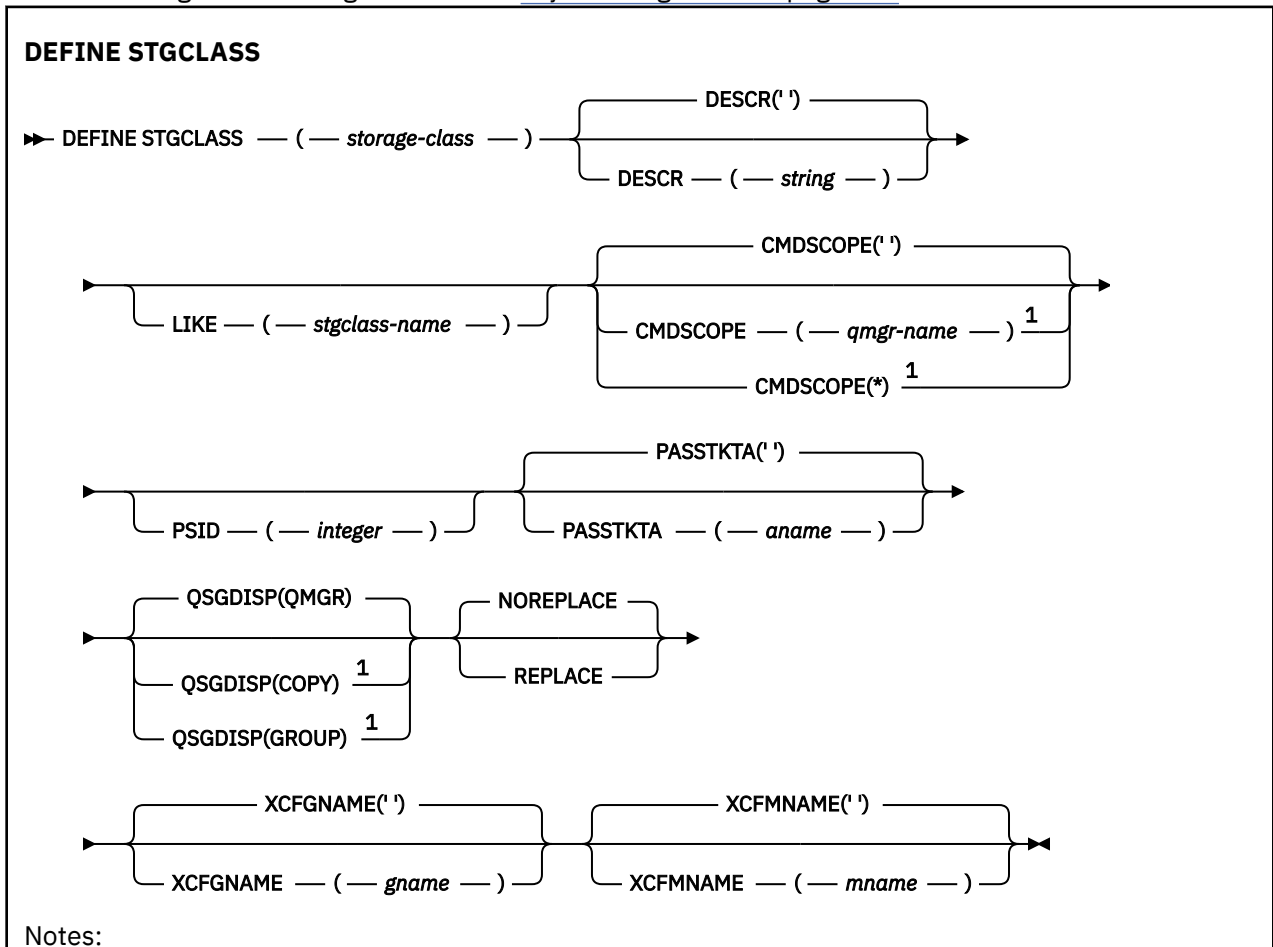 DEFINE STGCLASS
DESCR(' ')
DEFINE STGCLASS ( storage-class )
DESCR ( string )
CMDSCOPE(' ')
LIKE ( stgclass-name )
CMDSCOPE ( qmgr-name ) 1
CMDSCOPE(*) 1
PASSTKTA(' ')
PSID ( integer )
PASSTKTA ( aname )
QSGDISP(QMGR)
NOREPLACE
QSGDISP(COPY) 1
REPLACE
QSGDISP(GROUP) 1
XCFGNAME(' ')
XCFMNAME(' ')
XCFGNAME ( gname )
XCFMNAME ( mname )
Notes: